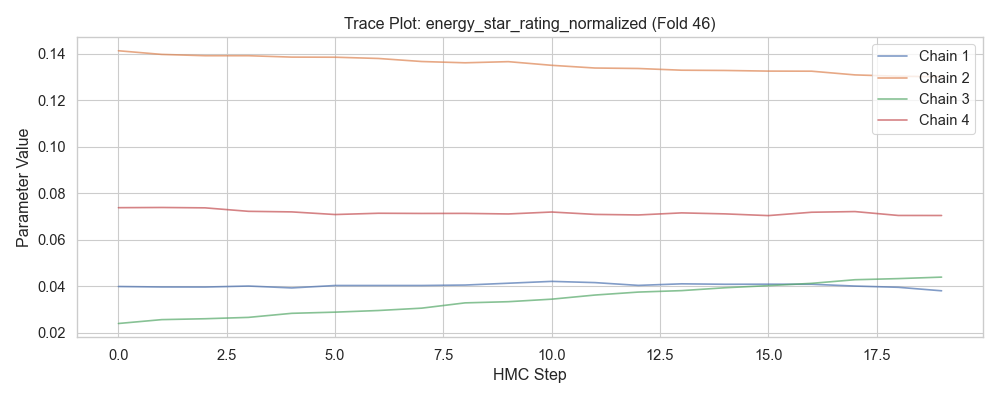 Trace Plot: energy_star_rating_normalized (Fold 46)
Parameter Value
0.14
0.12
0.10
0.08
0.06
0.04
0.02
Chain 1
Chain 2
Chain 3
Chain 4
0.0 2.5 5.0 7.5 10.0 12.5 15.0 17.5
HMC Step